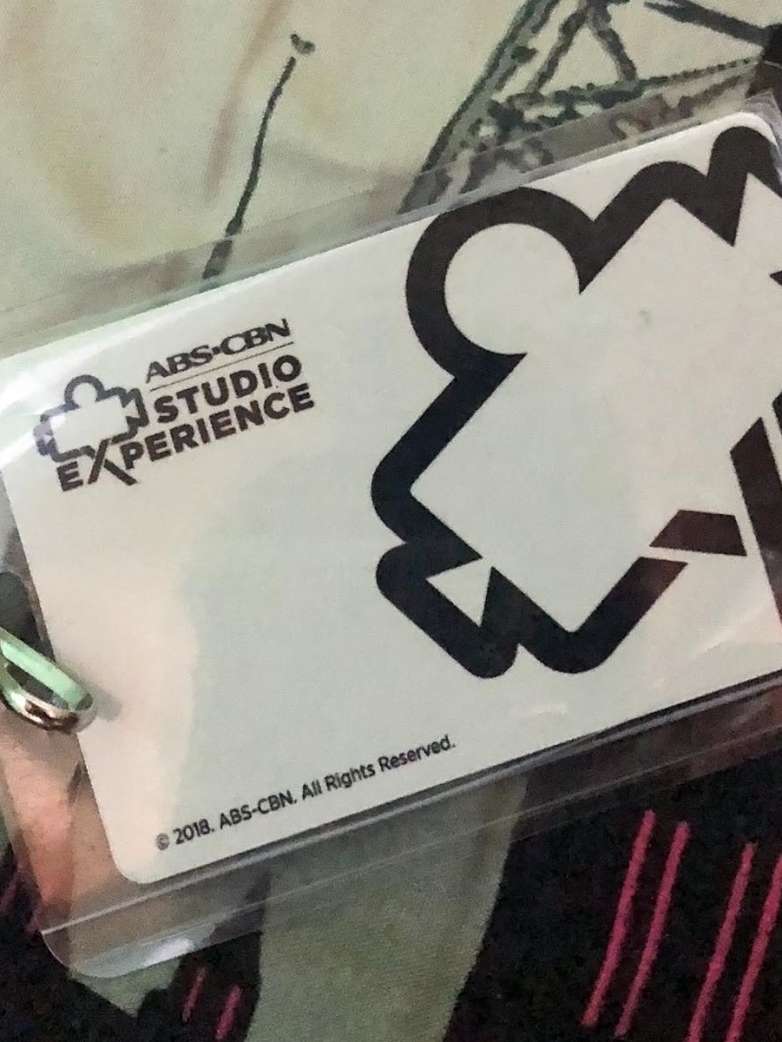 ABS-CBN
STUDIO
EXPERIENCE
© 2018. ABS-CBN. All Rights Reserved.